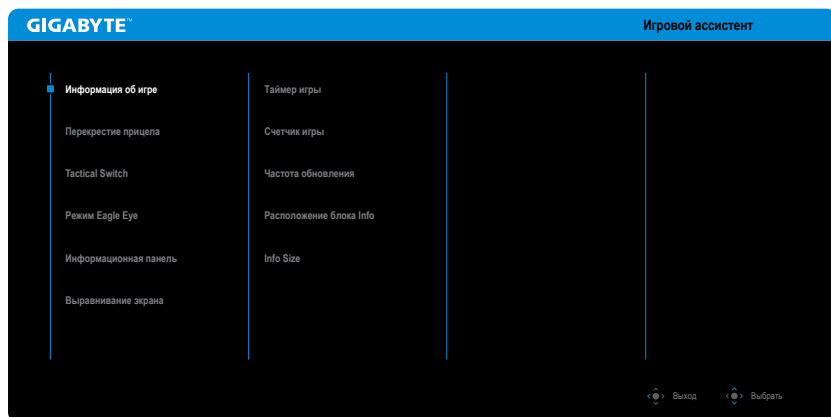 GIGABYTE™
Игровой ассистент
Информация об игре
Таймер игры
Перекрестие прицела
Счетчик игры
Tactical Switch
Частота обновления
Режим Eagle Eye
Расположение блока Info
Информационная панель
Info Size
Выравнивание экрана
Выход
Выбрать